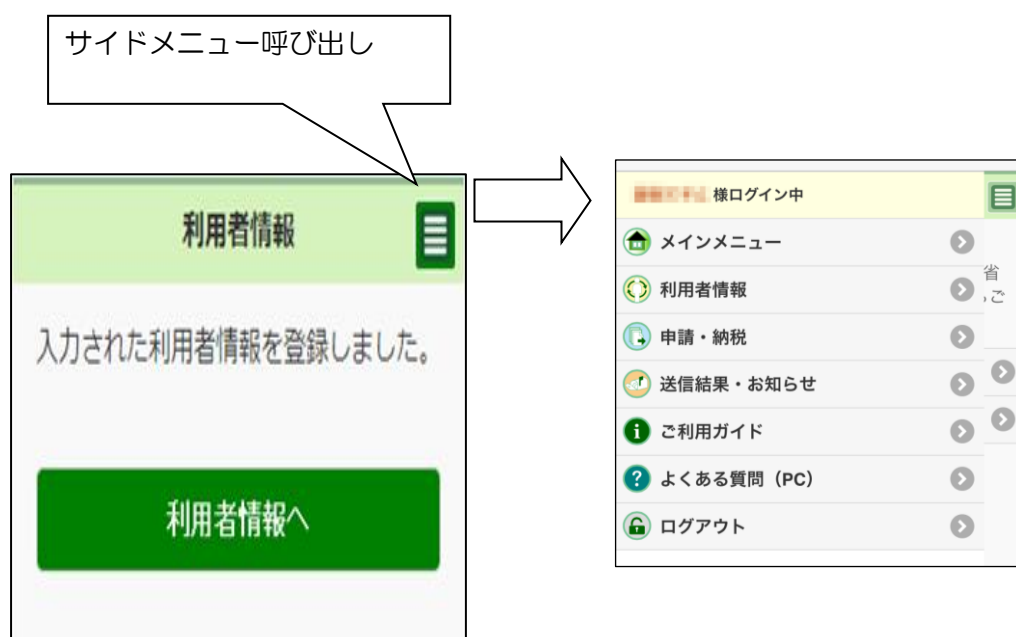 サイドメニュー呼び出し
利用者情報
入力された利用者情報を登録しました。
利用者情報へ
様ログイン中
メインメニュー
利用者情報
申請・納税
送信結果・お知らせ
ご利用ガイド
よくある質問（PC）
ログアウト
省
ご